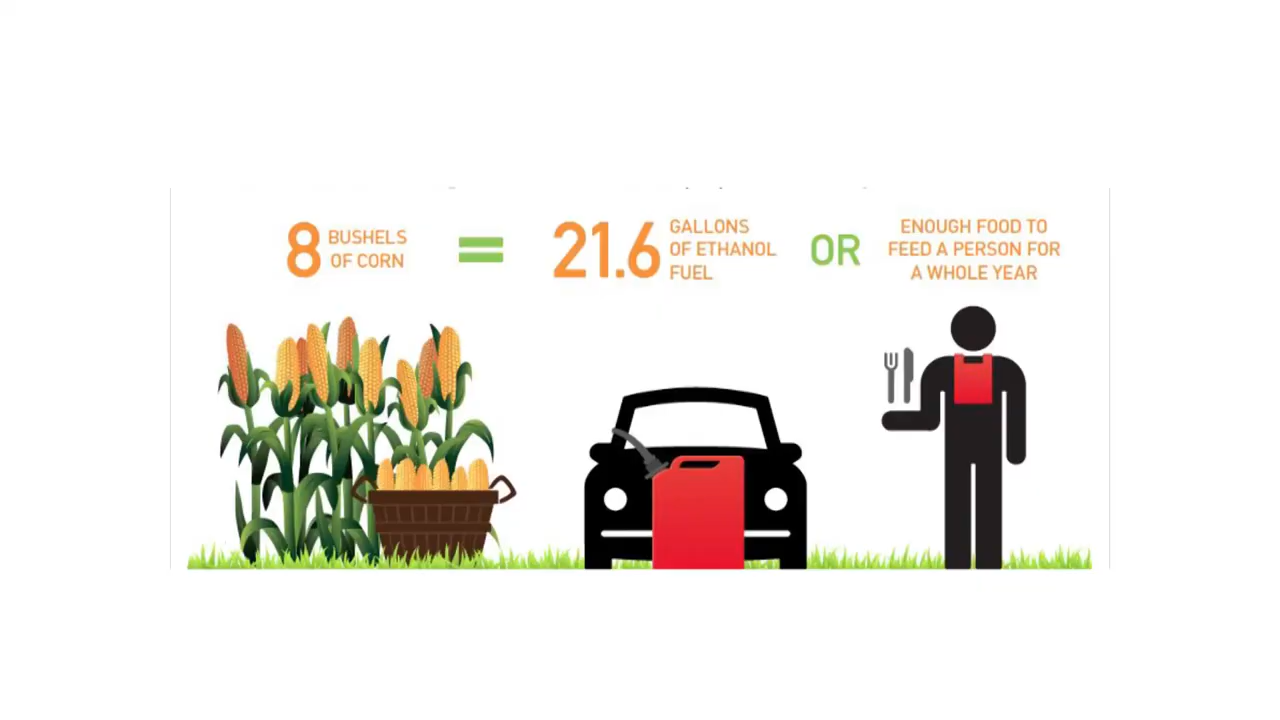 8 BUSHELS
OF CORN
=
21.6 GALLONS
OF ETHANOL
FUEL
OR
ENOUGH FOOD TO
FEED A PERSON FOR
A WHOLE YEAR